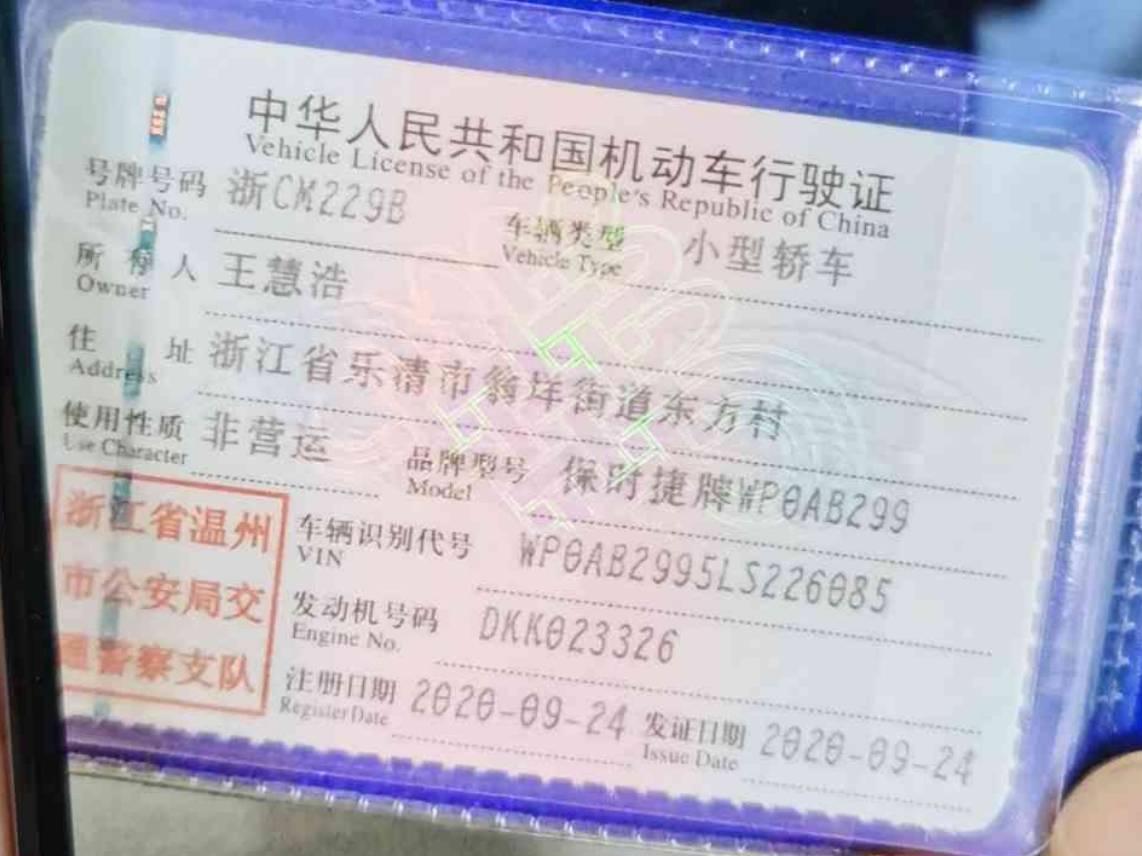 中华人民共和国机动车行驶证
Vehicle License of the People's Republic of China
号牌号码 浙CM229B 车辆类型 小型轿车
Plate No. Vehicle Type
所有人 王慧浩
Owner
住址 浙江省乐清市翁垟街道东方村
Address
使用性质 非营运 品牌型号 保时捷牌WP0AB299
Use Character Model
浙江省温州
市公安局交
通警察支队
车辆识别代号 WP0AB2995LS226085
VIN
发动机号码 DKK023326
Engine No.
注册日期 2020-09-24 发证日期 2020-09-24
Register Date Issue Date